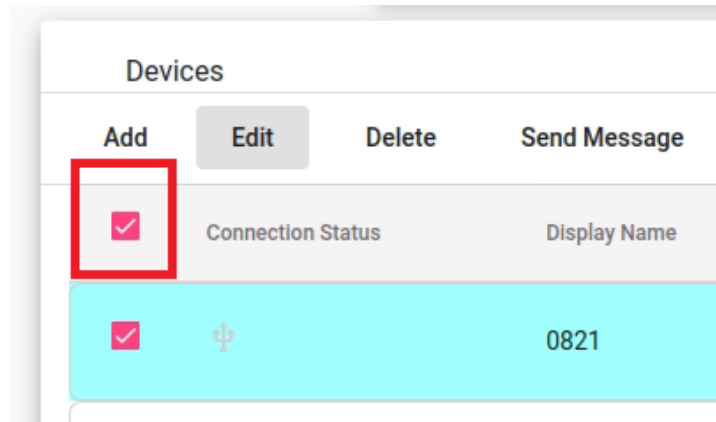 Devices
Add Edit Delete Send Message
Connection Status Display Name
0821